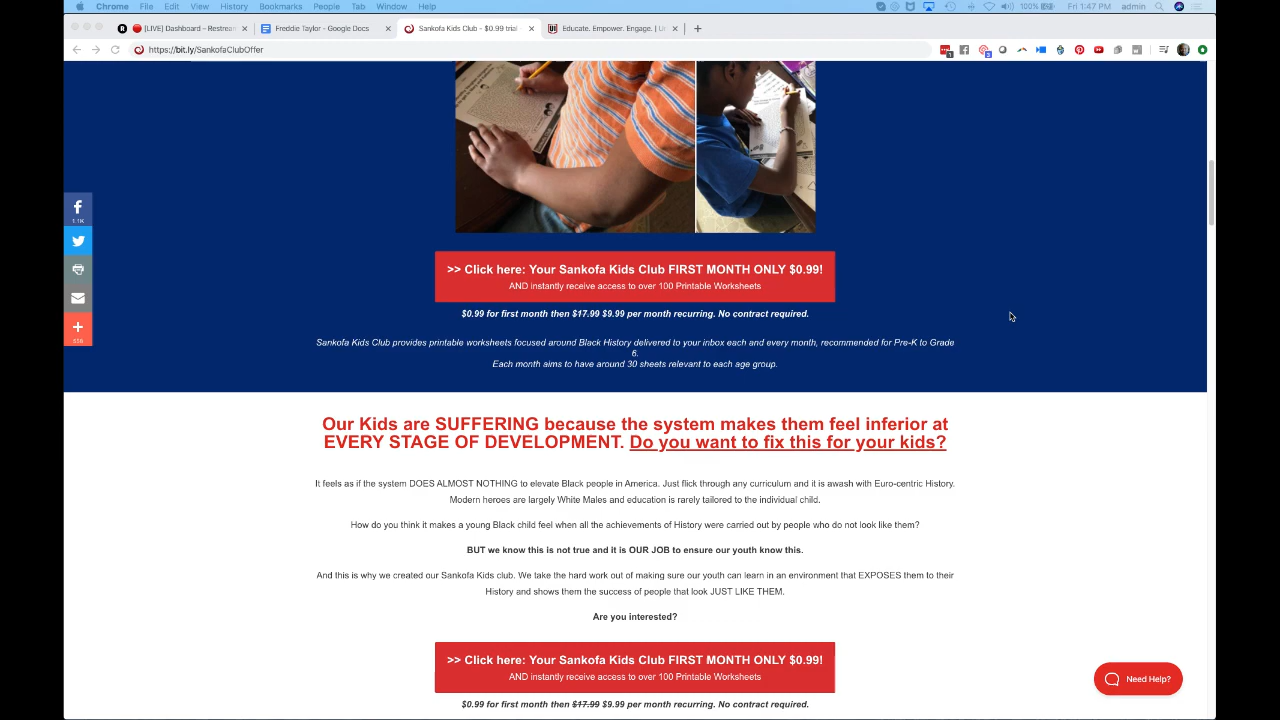 Chrome File Edit View History Bookmarks People Tab Window Help
100% Fri 1:47 PM admin
[LIVE] Dashboard – Restream
Freddie Taylor - Google Docs
Sankofa Kids Club - $0.99 trial
Educate. Empower. Engage. | Ur
https://bit.ly/SankofaClubOffer
1.1K
>> Click here: Your Sankofa Kids Club FIRST MONTH ONLY $0.99!
AND instantly receive access to over 100 Printable Worksheets
$0.99 for first month then $17.99 $9.99 per month recurring. No contract required.
Sankofa Kids Club provides printable worksheets focused around Black History delivered to your inbox each and every month, recommended for Pre-K to Grade
6.
Each month aims to have around 30 sheets relevant to each age group.
Our Kids are SUFFERING because the system makes them feel inferior at
EVERY STAGE OF DEVELOPMENT. Do you want to fix this for your kids?
It feels as if the system DOES ALMOST NOTHING to elevate Black people in America. Just flick through any curriculum and it is awash with Euro-centric History.
Modern heroes are largely White Males and education is rarely tailored to the individual child.
How do you think it makes a young Black child feel when all the achievements of History were carried out by people who do not look like them?
BUT we know this is not true and it is OUR JOB to ensure our youth know this.
And this is why we created our Sankofa Kids club. We take the hard work out of making sure our youth can learn in an environment that EXPOSES them to their
History and shows them the success of people that look JUST LIKE THEM.
Are you interested?
>> Click here: Your Sankofa Kids Club FIRST MONTH ONLY $0.99!
AND instantly receive access to over 100 Printable Worksheets
$0.99 for first month then $17.99 $9.99 per month recurring. No contract required.
Need Help?